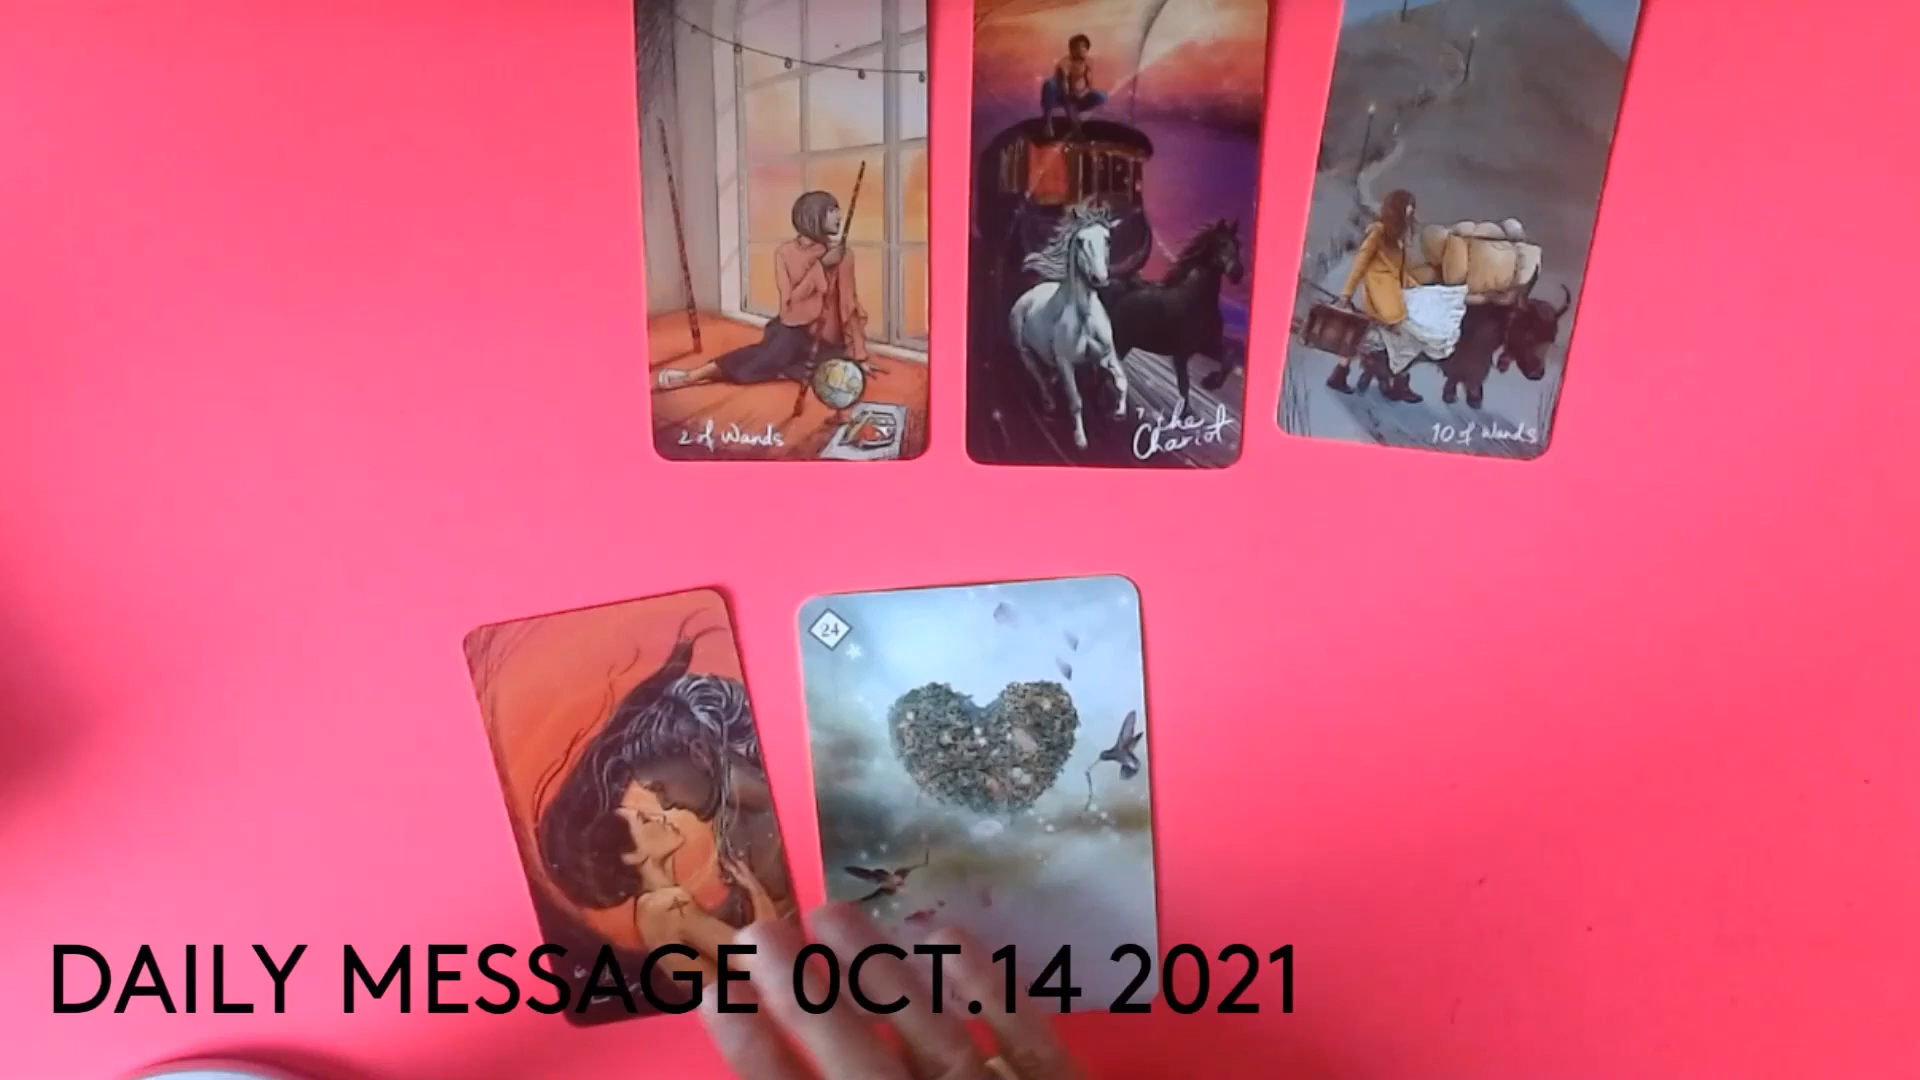 2 of Wands
7 The
Chariot
10 of Wands
24
DAILY MESSAGE 0CT.14 2021